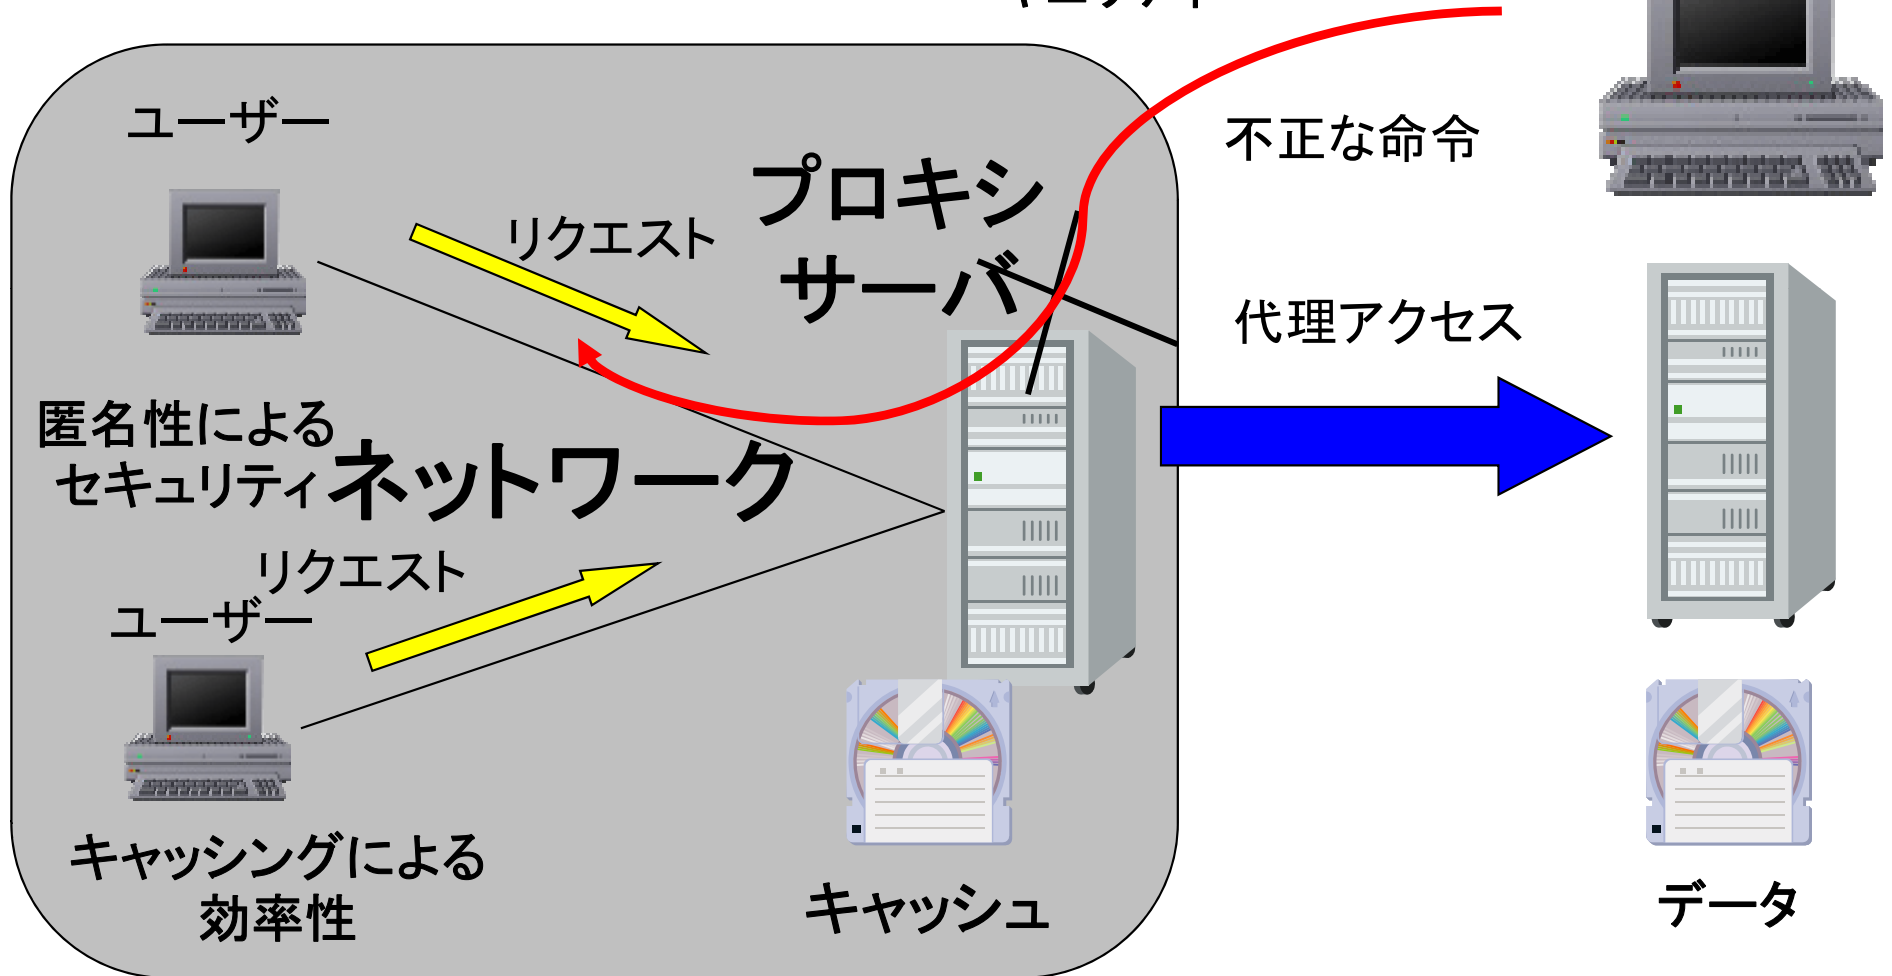 ユーザー
不正な命令
プロキシ
サーバ
リクエスト
代理アクセス
匿名性による
セキュリティ
ネットワーク
リクエスト
ユーザー
キャッシングによる
効率性
キャッシュ
データ